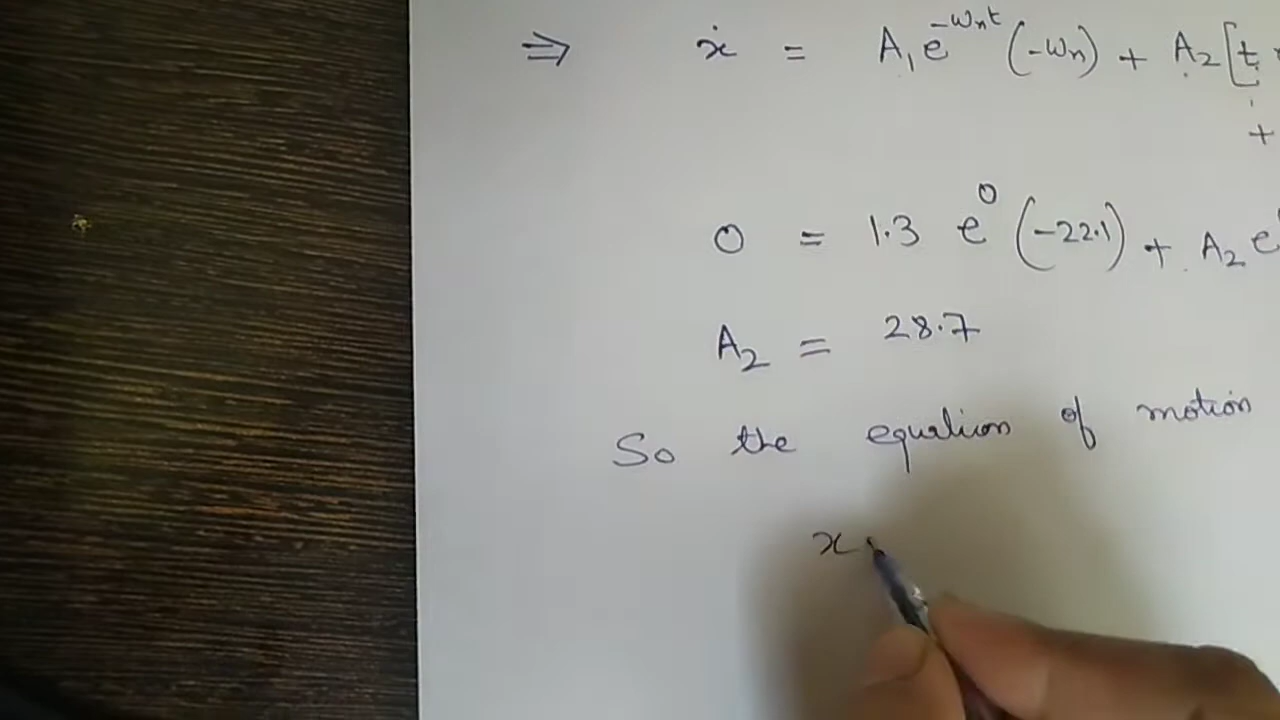 ⇒ ẋ = A₁e^{-ωₙt} (-ωₙ) + A₂[t
+
0 = 1.3 e⁰ (-22.1) + A₂ e
A₂ = 28.7
So the equation of motion
x